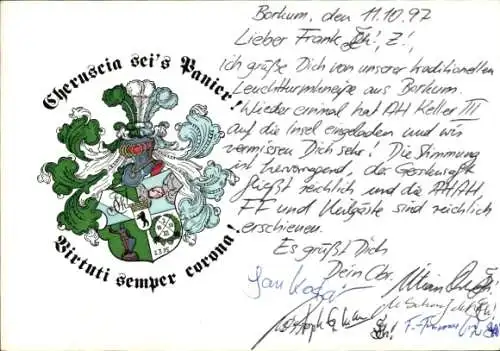 Borkum, den 11.10.97
Lieber Frank Z!,
Ich grüße Dich von unserer traditionellen
Leuchtturmkneipe aus Borkum.
Wieder einmal hat AH Keller III
auf die Insel eingeladen und wir
vermissen Dich sehr! Die Stimmung
ist hervorragend, der Gerstensaft
fließt reichlich und die AHAH,
FF und Keilgäste sind reichlich
erschienen.
Es grüßt Dich
Dein Cbr.
Cheruscia sei's Panier!
Virtuti semper corona!